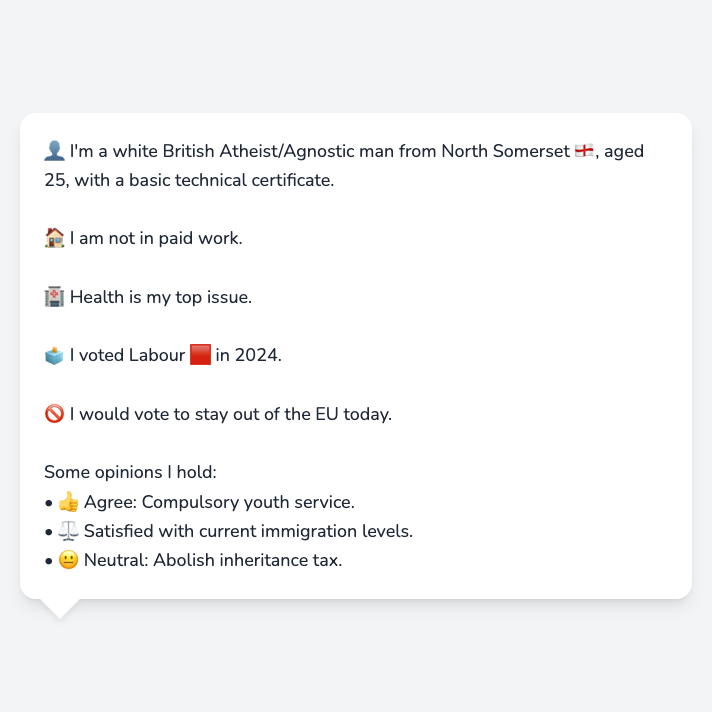 👤 I'm a white British Atheist/Agnostic man from North Somerset 🏴󠁧󠁢󠁥󠁮󠁧󠁿, aged
25, with a basic technical certificate.
🏠 I am not in paid work.
🏥 Health is my top issue.
🗳️ I voted Labour 🟥 in 2024.
🚫 I would vote to stay out of the EU today.
Some opinions I hold:
• 👍 Agree: Compulsory youth service.
• ⚖️ Satisfied with current immigration levels.
• 😐 Neutral: Abolish inheritance tax.